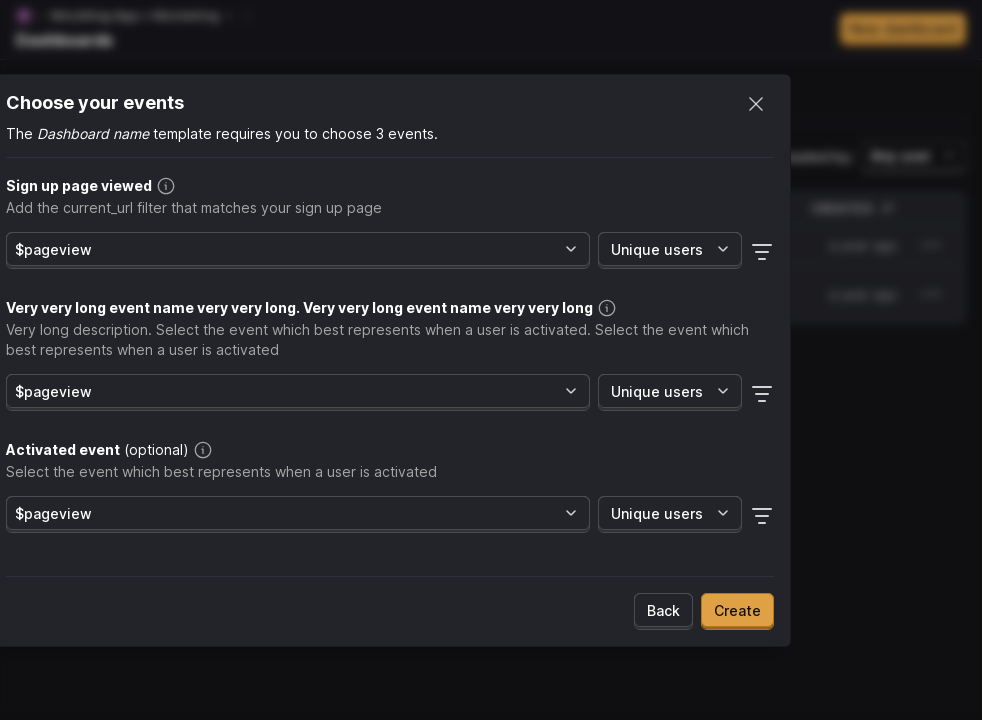 Dashboards
Choose your events
The Dashboard name template requires you to choose 3 events.
Sign up page viewed
Add the current_url filter that matches your sign up page
$pageview
Unique users
Very very long event name very very long. Very very long event name very very long
Very long description. Select the event which best represents when a user is activated. Select the event which
best represents when a user is activated
$pageview
Unique users
Activated event (optional)
Select the event which best represents when a user is activated
$pageview
Unique users
Back
Create